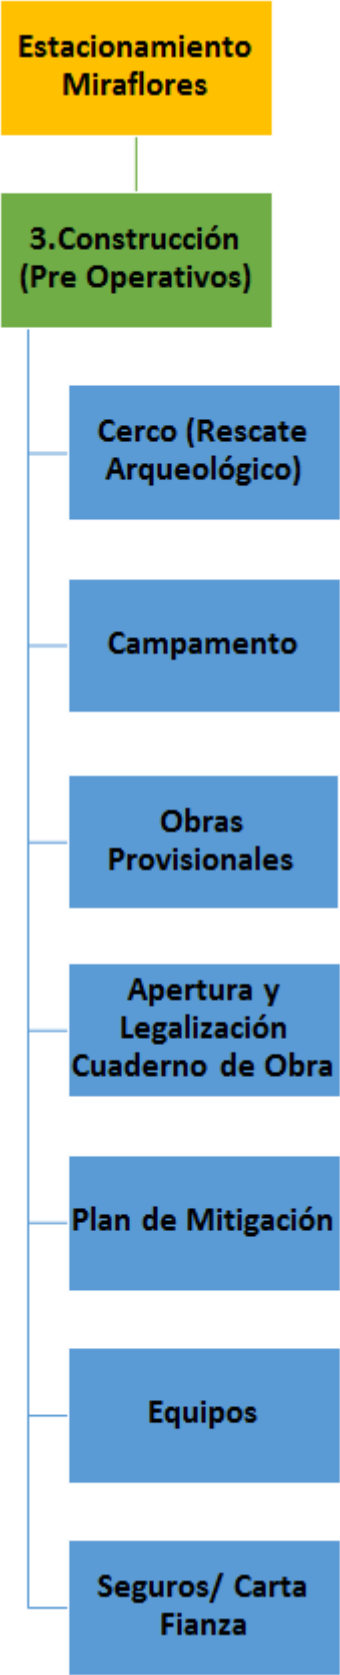 Estacionamiento
Miraflores
3.Construcción
(Pre Operativos)
Cerco (Rescate
Arqueológico)
Campamento
Obras
Provisionales
Apertura y
Legalización
Cuaderno de Obra
Plan de Mitigación
Equipos
Seguros/ Carta
Fianza